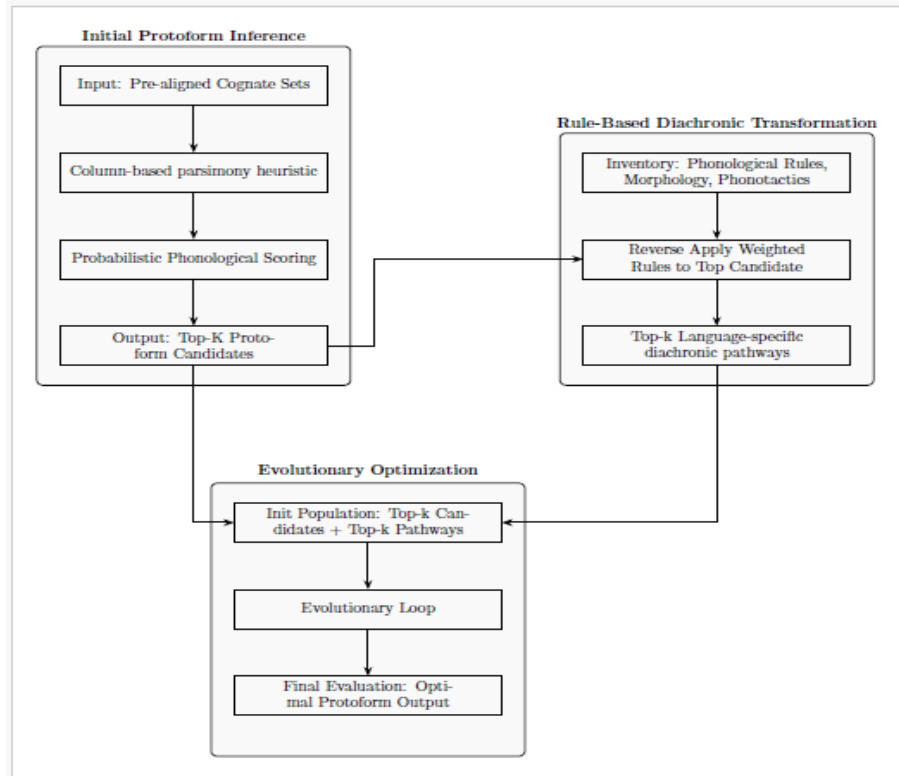 Initial Protoform Inference
Input: Pre-aligned Cognate Sets
Column-based parsimony heuristic
Probabilistic Phonological Scoring
Output: Top-K Proto-
form Candidates
Rule-Based Diachronic Transformation
Inventory: Phonological Rules,
Morphology, Phonotactics
Reverse Apply Weighted
Rules to Top Candidate
Top-k Language-specific
diachronic pathways
Evolutionary Optimization
Init Population: Top-k Can-
didates + Top-k Pathways
Evolutionary Loop
Final Evaluation: Opti-
mal Protoform Output